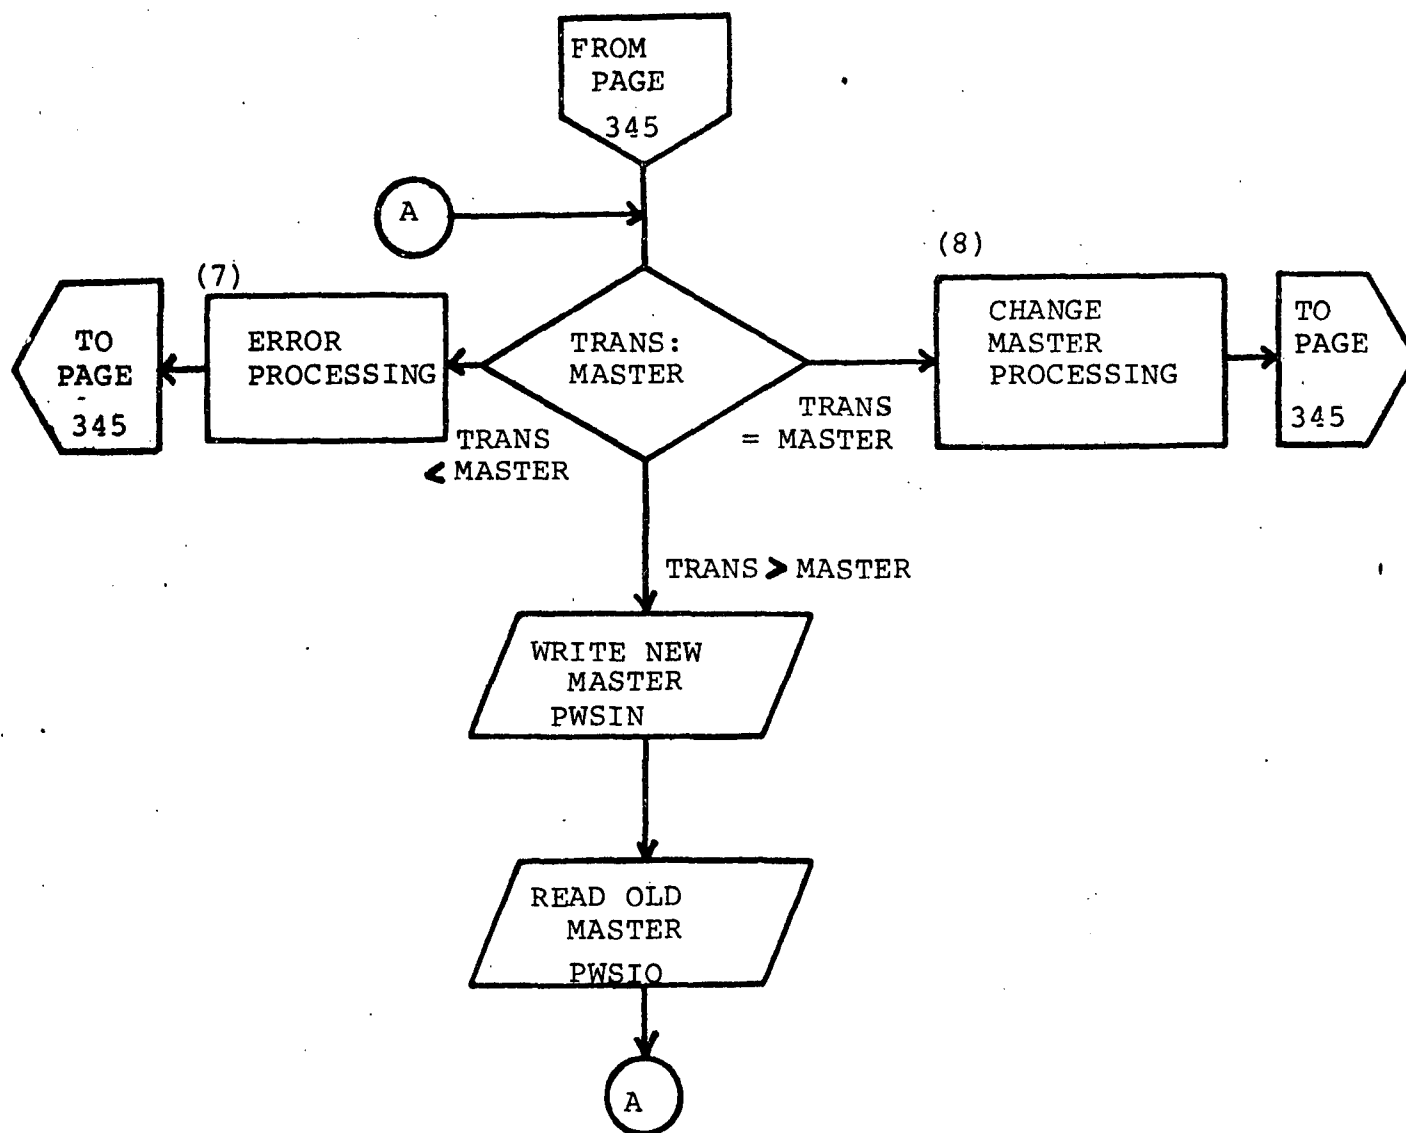 FROM
PAGE
345
A
(7)
(8)
TO
PAGE
345
ERROR
PROCESSING
TRANS:
MASTER
CHANGE
MASTER
PROCESSING
TO
PAGE
345
TRANS
< MASTER
TRANS
= MASTER
TRANS > MASTER
WRITE NEW
MASTER
PWSIN
READ OLD
MASTER
PWSIO
A